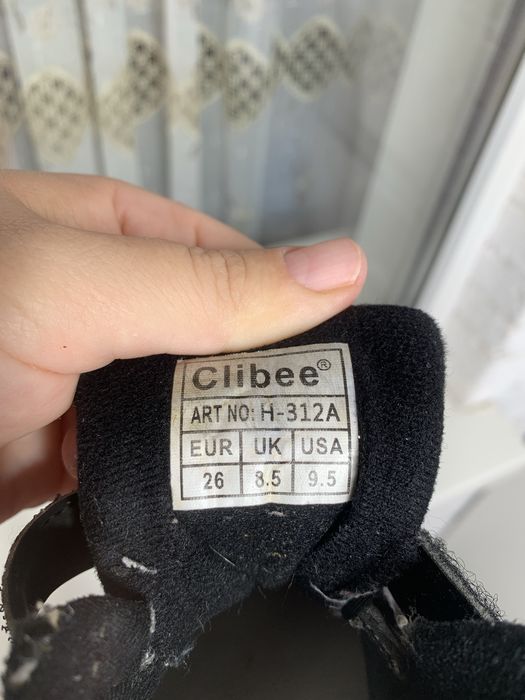 Clibee®
ART NO: H-312A
EUR UK USA
26 8.5 9.5